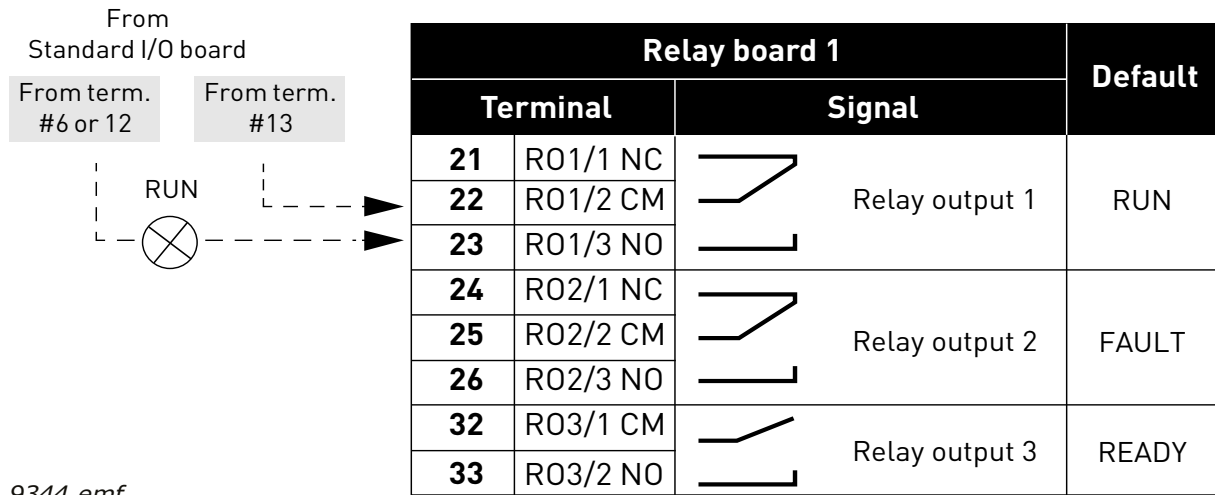 From
Standard I/O board
From term.
#6 or 12
From term.
#13
RUN
Relay board 1
Default
Terminal
Signal
21 RO1/1 NC
22 RO1/2 CM
23 RO1/3 NO
Relay output 1
RUN
24 RO2/1 NC
25 RO2/2 CM
26 RO2/3 NO
Relay output 2
FAULT
32 RO3/1 CM
33 RO3/2 NO
Relay output 3
READY
9344.emf